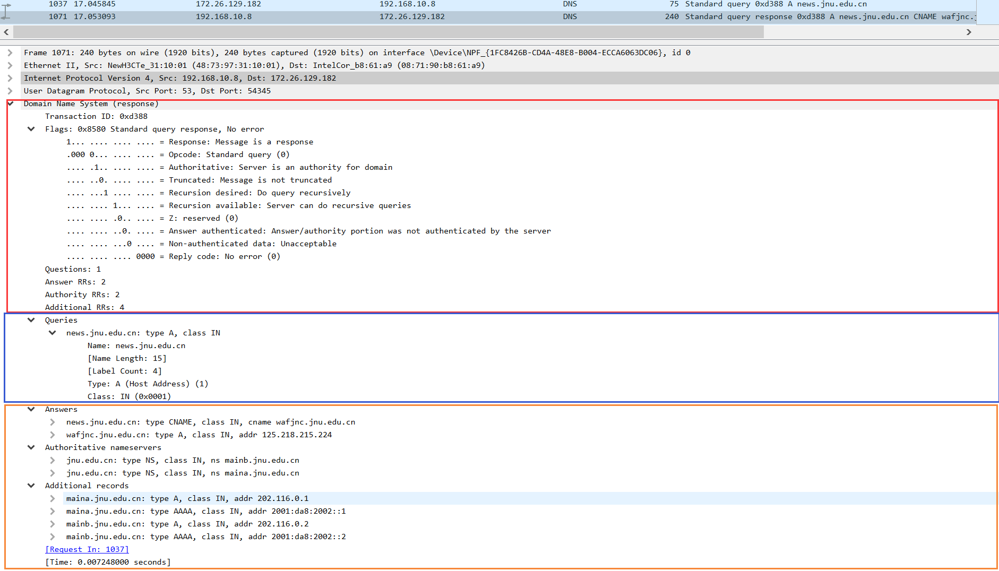 1037 17.045845 172.26.129.182 192.168.10.8 DNS 75 Standard query 0xd388 A news.jnu.edu.cn
1071 17.053093 192.168.10.8 172.26.129.182 DNS 240 Standard query response 0xd388 A news.jnu.edu.cn CNAME wafjnc.j
Frame 1071: 240 bytes on wire (1920 bits), 240 bytes captured (1920 bits) on interface \Device\NPF_{1FC8426B-CD4A-48E8-B004-ECCA6063DC06}, id 0
Ethernet II, Src: NewH3CTe_31:10:01 (48:73:97:31:10:01), Dst: IntelCor_b8:61:a9 (08:71:90:b8:61:a9)
Internet Protocol Version 4, Src: 192.168.10.8, Dst: 172.26.129.182
User Datagram Protocol, Src Port: 53, Dst Port: 54345
Domain Name System (response)
Transaction ID: 0xd388
Flags: 0x8580 Standard query response, No error
1... .... .... .... = Response: Message is a response
.000 0... .... .... = Opcode: Standard query (0)
.... .1.. .... .... = Authoritative: Server is an authority for domain
.... ..0. .... .... = Truncated: Message is not truncated
.... ...1 .... .... = Recursion desired: Do query recursively
.... .... 1... .... = Recursion available: Server can do recursive queries
.... .... .0.. .... = Z: reserved (0)
.... .... ..0. .... = Answer authenticated: Answer/authority portion was not authenticated by the server
.... .... ...0 .... = Non-authenticated data: Unacceptable
.... .... .... 0000 = Reply code: No error (0)
Questions: 1
Answer RRs: 2
Authority RRs: 2
Additional RRs: 4
Queries
news.jnu.edu.cn: type A, class IN
Name: news.jnu.edu.cn
[Name Length: 15]
[Label Count: 4]
Type: A (Host Address) (1)
Class: IN (0x0001)
Answers
news.jnu.edu.cn: type CNAME, class IN, cname wafjnc.jnu.edu.cn
wafjnc.jnu.edu.cn: type A, class IN, addr 125.218.215.224
Authoritative nameservers
jnu.edu.cn: type NS, class IN, ns mainb.jnu.edu.cn
jnu.edu.cn: type NS, class IN, ns maina.jnu.edu.cn
Additional records
maina.jnu.edu.cn: type A, class IN, addr 202.116.0.1
maina.jnu.edu.cn: type AAAA, class IN, addr 2001:da8:2002::1
mainb.jnu.edu.cn: type A, class IN, addr 202.116.0.2
mainb.jnu.edu.cn: type AAAA, class IN, addr 2001:da8:2002::2
[Request In: 1037]
[Time: 0.007248000 seconds]